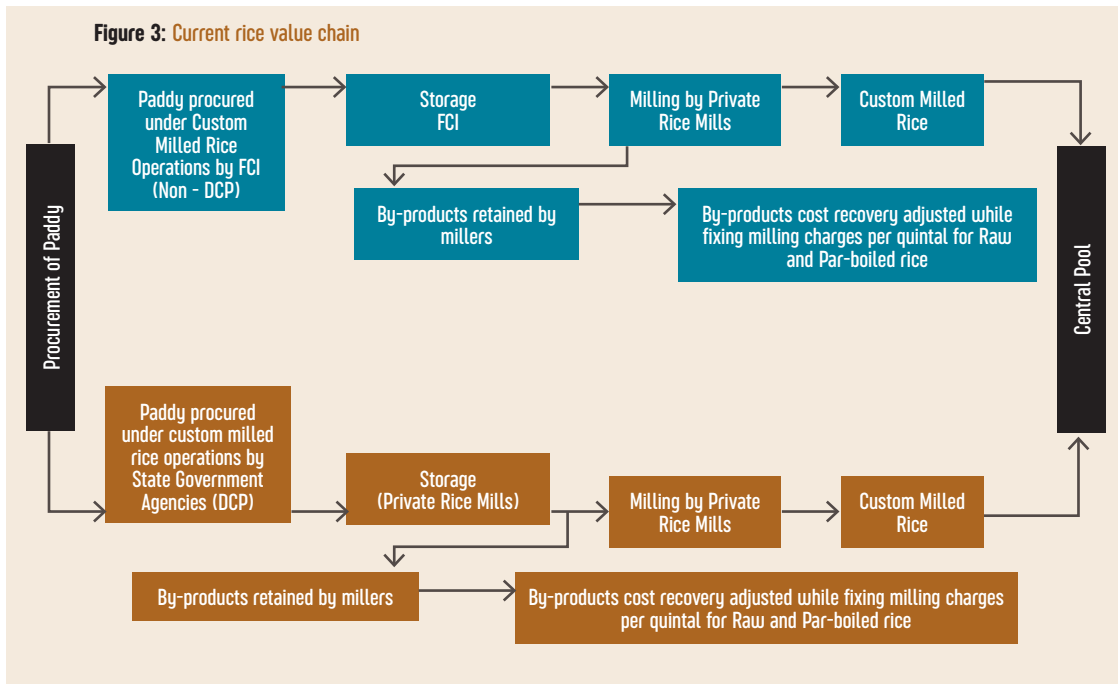 Figure 3: Current rice value chain
Procurement of Paddy
Paddy procured
under Custom
Milled Rice
Operations by FCI
(Non - DCP)
Storage
FCI
Milling by Private
Rice Mills
Custom Milled
Rice
By-products retained by
millers
By-products cost recovery adjusted while
fixing milling charges per quintal for Raw
and Par-boiled rice
Central Pool
Paddy procured
under custom milled
rice operations by
State Government
Agencies (DCP)
Storage
(Private Rice Mills)
Milling by Private
Rice Mills
Custom Milled
Rice
By-products retained by millers
By-products cost recovery adjusted while fixing milling charges
per quintal for Raw and Par-boiled rice